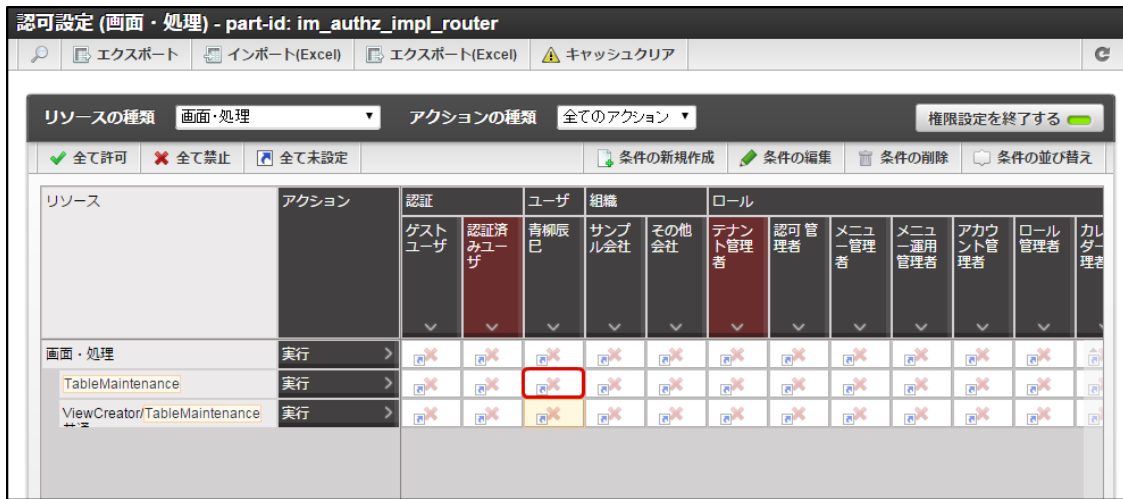 認可設定 (画面・処理) - part-id: im_authz_impl_router
エクスポート インポート(Excel) エクスポート(Excel) キャッシュクリア
リソースの種類 画面・処理 アクションの種類 全てのアクション 権限設定を終了する
全て許可 全て禁止 全て未設定 条件の新規作成 条件の編集 条件の削除 条件の並び替え
リソース アクション 認証 ユーザ 組織 ロール
ゲストユーザ 認証済みユーザ 青柳辰巳 サンプル会社 その他会社 テナント管理者 認可管理者 メニュー管理者 メニュー運用管理者 アカウント管理者 ロール管理者
画面・処理 実行
TableMaintenance 実行
ViewCreator/TableMaintenance 実行